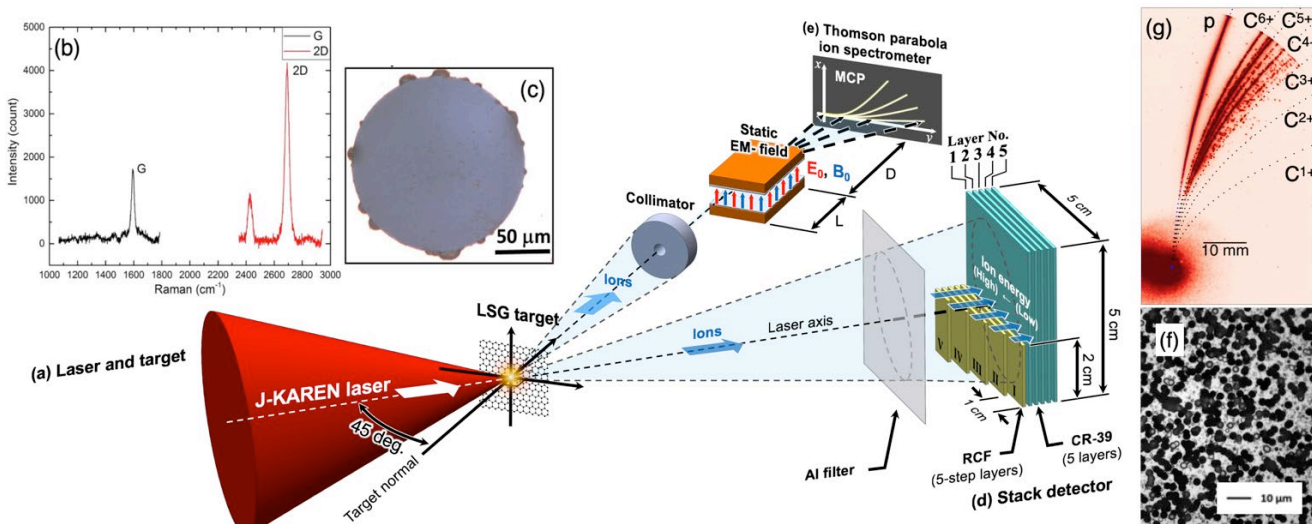 (b)
G
2D
5000
4000
3000
2000
1000
0
Intensity (count)
G
2D
1000 1200 1400 1600 1800 2000 2200 2400 2600 2800 3000
Raman (cm⁻¹)
(c)
50 μm
(e) Thomson parabola
ion spectrometer
MCP
x
y
Static
EM- field
E₀, B₀
D
L
Collimator
Ions
LSG target
(a) Laser and target
J-KAREN laser
45 deg.
Target normal
Ions
Laser axis
Al filter
Layer No.
1 2 3 4 5
5 cm
Ion energy
(High) ← (Low)
5 cm
2 cm
V IV III II I
1 cm
RCF
(5-step layers)
CR-39
(5 layers)
(d) Stack detector
(g)
p
C⁶⁺
C⁵⁺
C⁴
C³⁺
C²⁺
C¹⁺
10 mm
(f)
10 μm